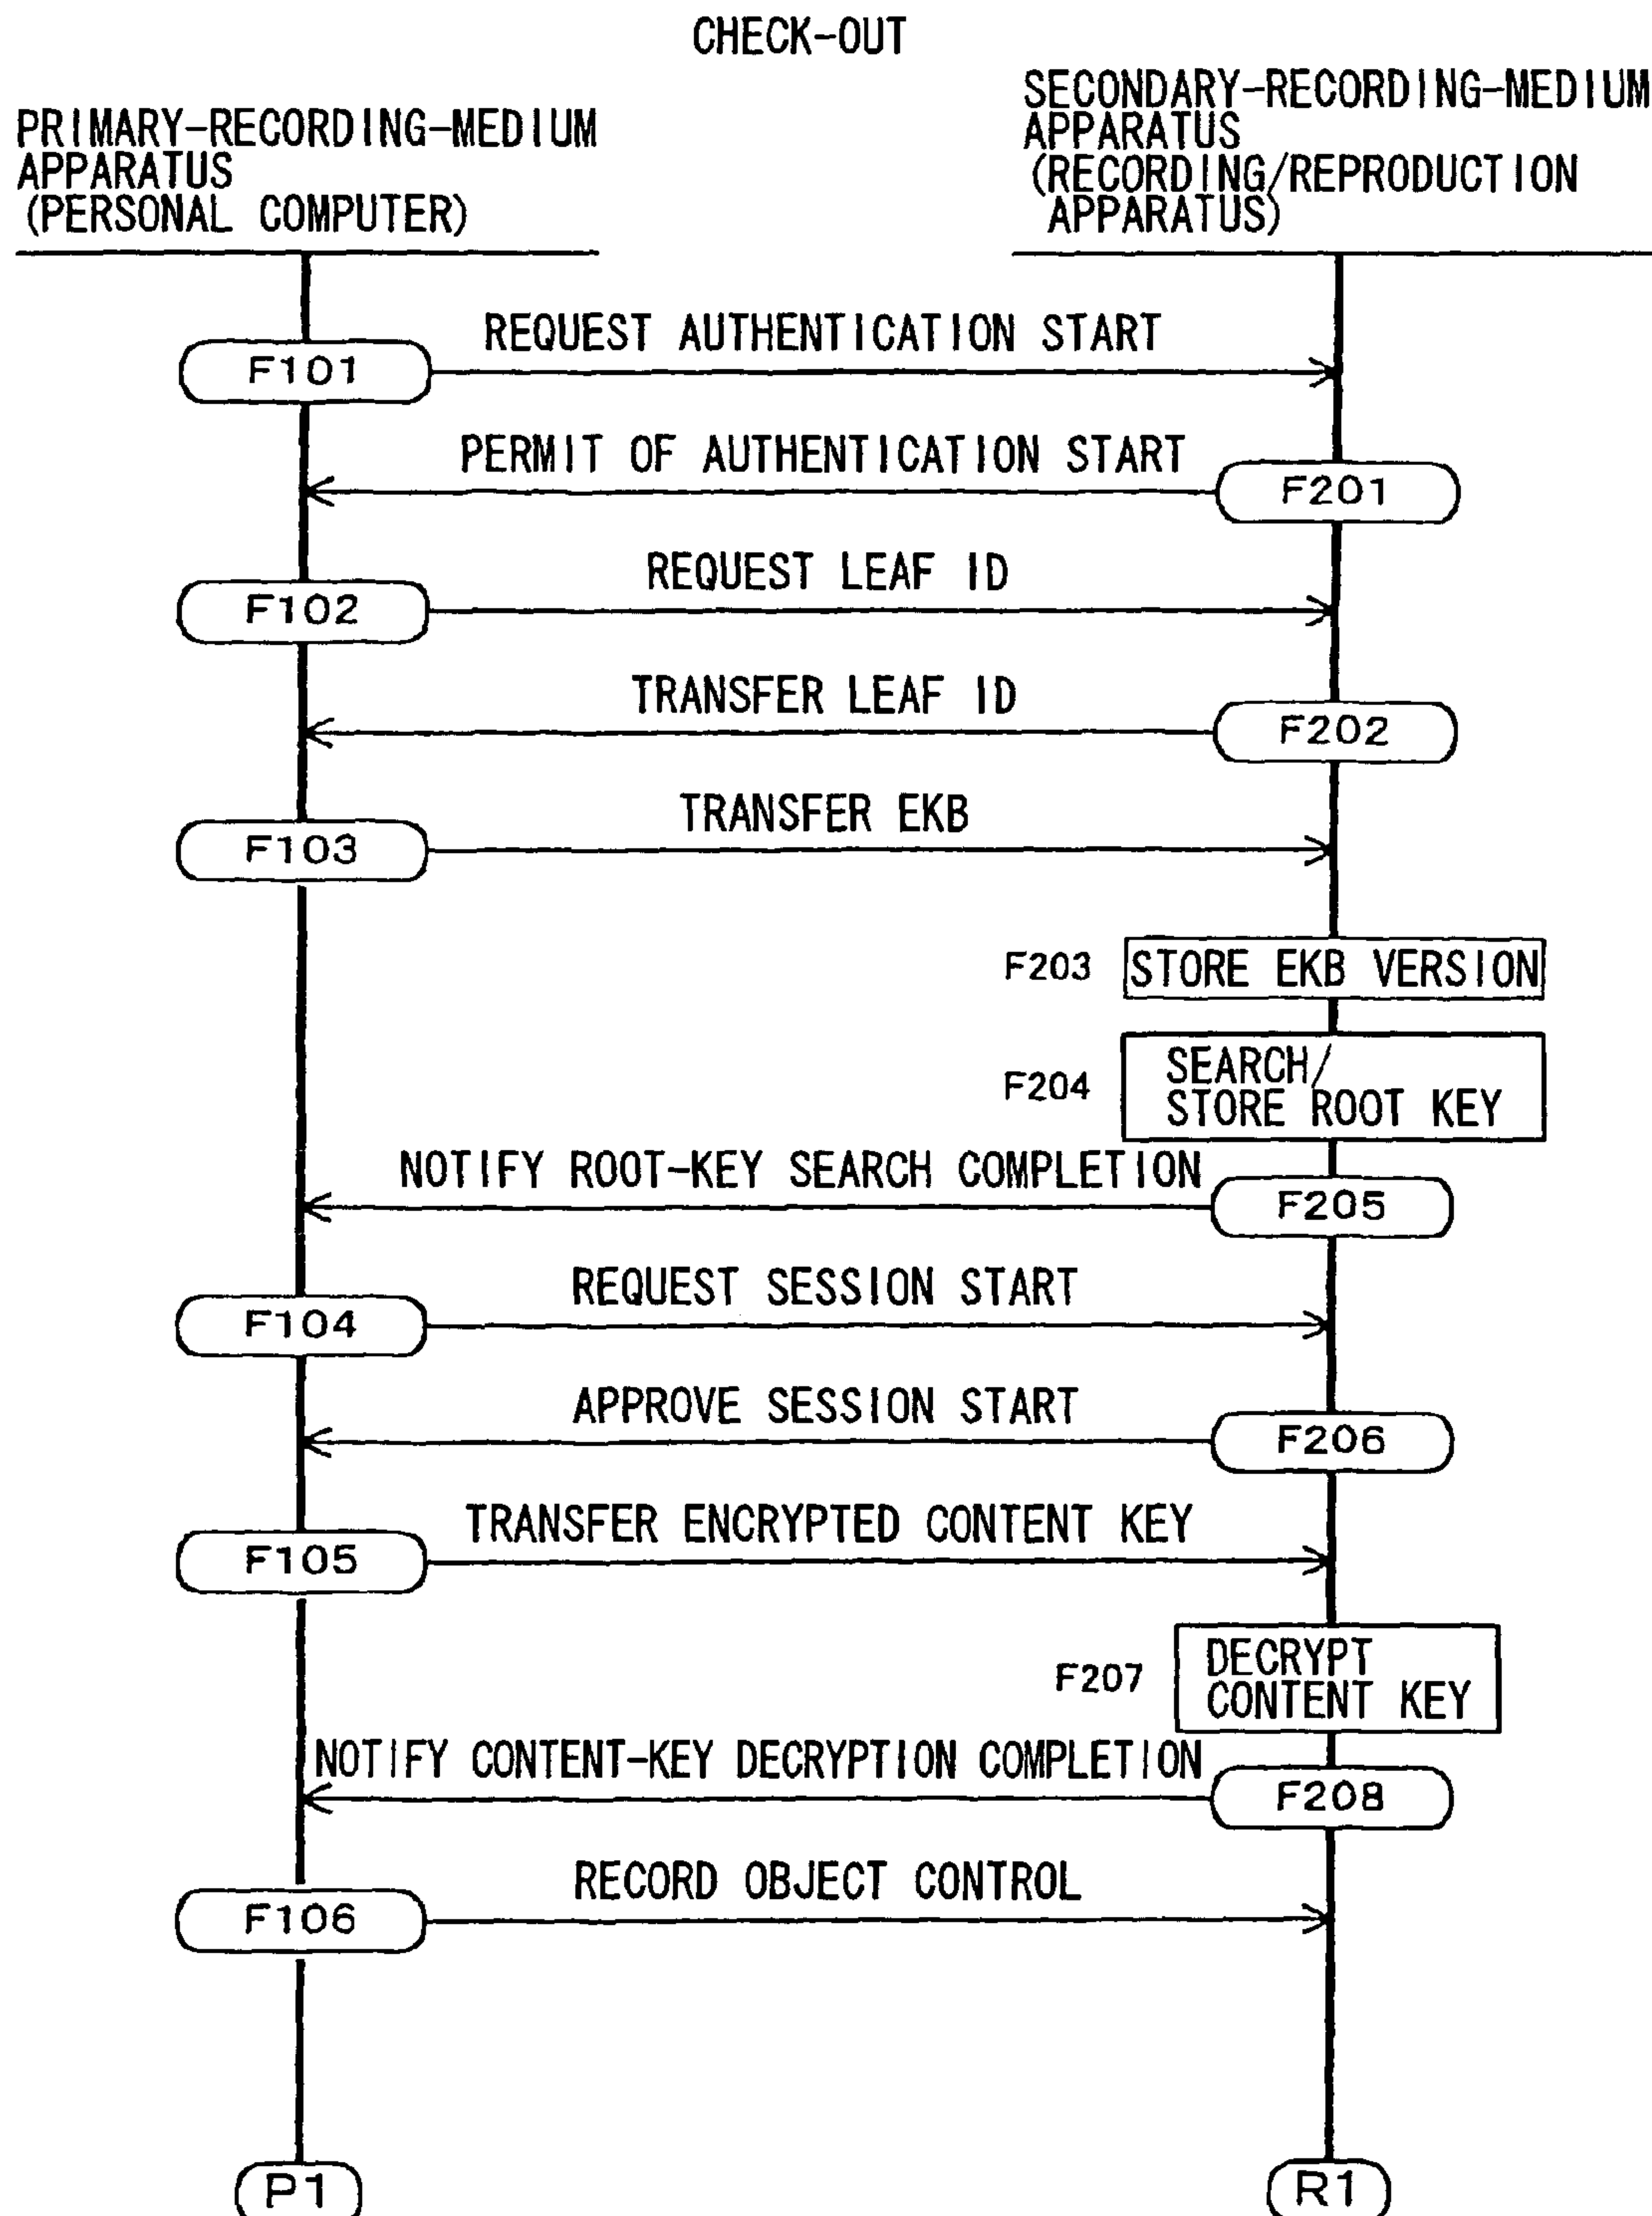 CHECK-OUT
PRIMARY-RECORDING-MEDIUM
APPARATUS
(PERSONAL COMPUTER)
SECONDARY-RECORDING-MEDIUM
APPARATUS
(RECORDING/REPRODUCTION
APPARATUS)
REQUEST AUTHENTICATION START
F101
PERMIT OF AUTHENTICATION START
F201
REQUEST LEAF ID
F102
TRANSFER LEAF ID
F202
TRANSFER EKB
F103
F203
STORE EKB VERSION
F204
SEARCH/
STORE ROOT KEY
NOTIFY ROOT-KEY SEARCH COMPLETION
F205
REQUEST SESSION START
F104
APPROVE SESSION START
F206
TRANSFER ENCRYPTED CONTENT KEY
F105
F207
DECRYPT
CONTENT KEY
NOTIFY CONTENT-KEY DECRYPTION COMPLETION
F208
RECORD OBJECT CONTROL
F106
P1
R1